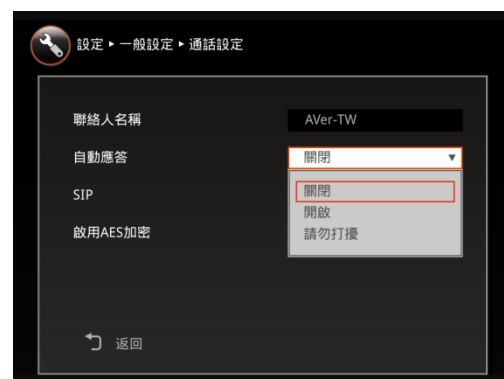 設定 ▸ 一般設定 ▸ 通話設定
聯絡人名稱 AVer-TW
自動應答 關閉
SIP 關閉
開啟
啟用AES加密 請勿打擾
返回